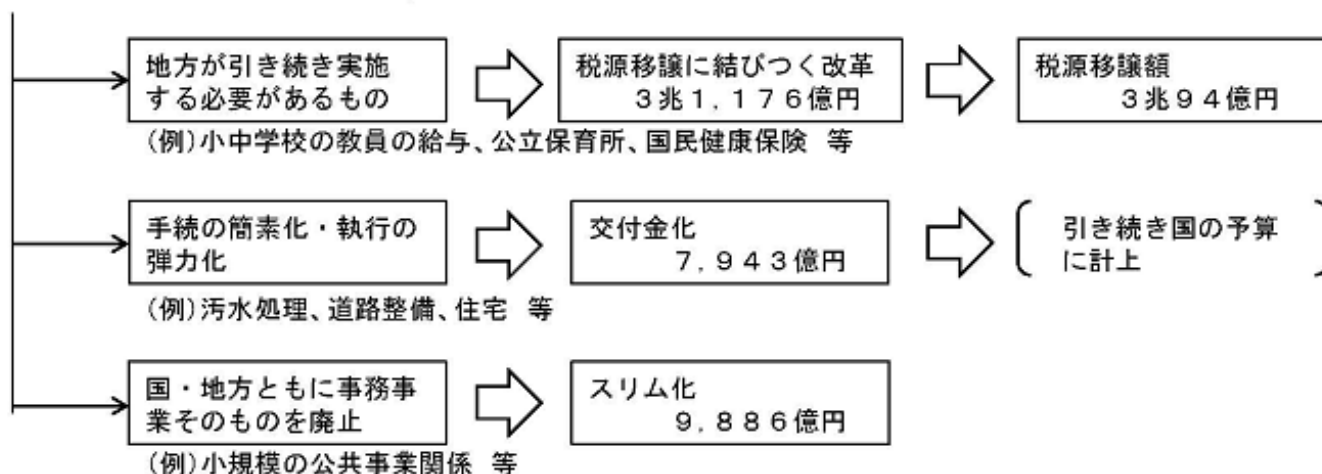 地方が引き続き実施
する必要があるもの
税源移譲に結びつく改革
3兆1,176億円
税源移譲額
3兆94億円
(例)小中学校の教員の給与、公立保育所、国民健康保険 等
手続の簡素化・執行の
弾力化
交付金化
7,943億円
引き続き国の予算
に計上
(例)汚水処理、道路整備、住宅 等
国・地方ともに事務事
業そのものを廃止
スリム化
9,886億円
(例)小規模の公共事業関係 等